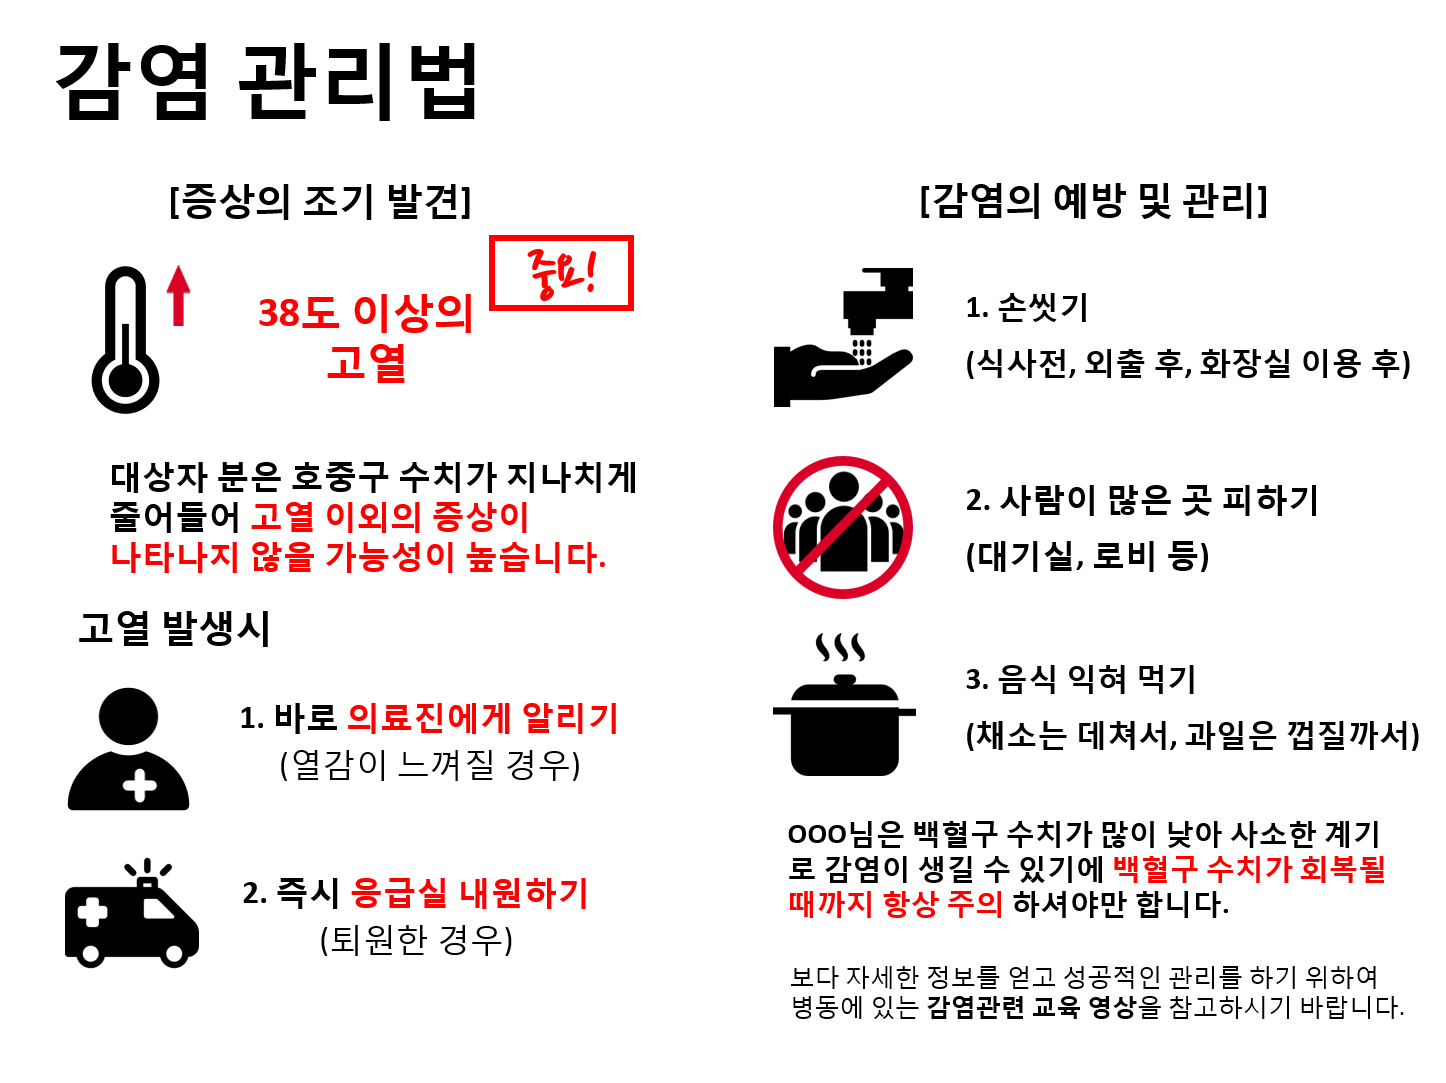 감염 관리법
[증상의 조기 발견]
중요!
38도 이상의
고열
대상자 분은 호중구 수치가 지나치게
줄어들어 고열 이외의 증상이
나타나지 않을 가능성이 높습니다.
고열 발생시
1. 바로 의료진에게 알리기
(열감이 느껴질 경우)
2. 즉시 응급실 내원하기
(퇴원한 경우)
[감염의 예방 및 관리]
1. 손씻기
(식사전, 외출 후, 화장실 이용 후)
2. 사람이 많은 곳 피하기
(대기실, 로비 등)
3. 음식 익혀 먹기
(채소는 데쳐서, 과일은 껍질까서)
OOO님은 백혈구 수치가 많이 낮아 사소한 계기
로 감염이 생길 수 있기에 백혈구 수치가 회복될
때까지 항상 주의 하셔야만 합니다.
보다 자세한 정보를 얻고 성공적인 관리를 하기 위하여
병동에 있는 감염관련 교육 영상을 참고하시기 바랍니다.